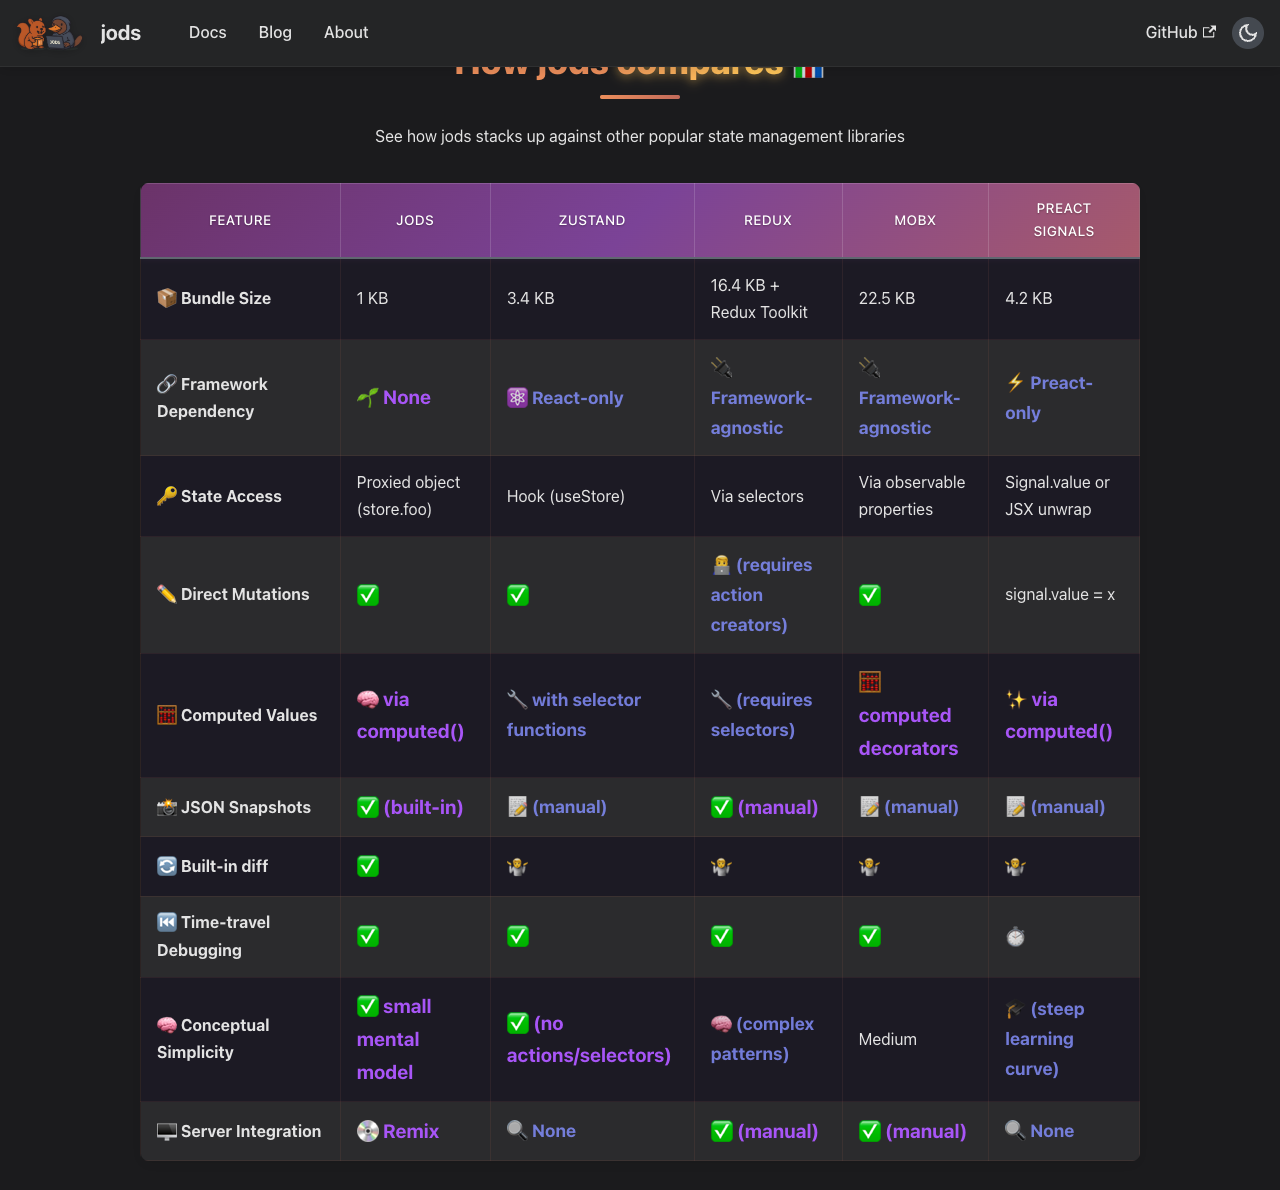 jods
Docs
Blog
About
GitHub
How jods compares
See how jods stacks up against other popular state management libraries
FEATURE
JODS
ZUSTAND
REDUX
MOBX
PREACT
SIGNALS
Bundle Size
1 KB
3.4 KB
16.4 KB +
Redux Toolkit
22.5 KB
4.2 KB
Framework
Dependency
None
React-only
Framework-
agnostic
Framework-
agnostic
Preact-
only
State Access
Proxied object
(store.foo)
Hook (useStore)
Via selectors
Via observable
properties
Signal.value or
JSX unwrap
Direct Mutations
(requires
action
creators)
signal.value = x
Computed Values
via
computed()
with selector
functions
(requires
selectors)
computed
decorators
via
computed()
JSON Snapshots
(built-in)
(manual)
(manual)
(manual)
(manual)
Built-in diff
Time-travel
Debugging
Conceptual
Simplicity
small
mental
model
(no
actions/selectors)
(complex
patterns)
Medium
(steep
learning
curve)
Server Integration
Remix
None
(manual)
(manual)
None